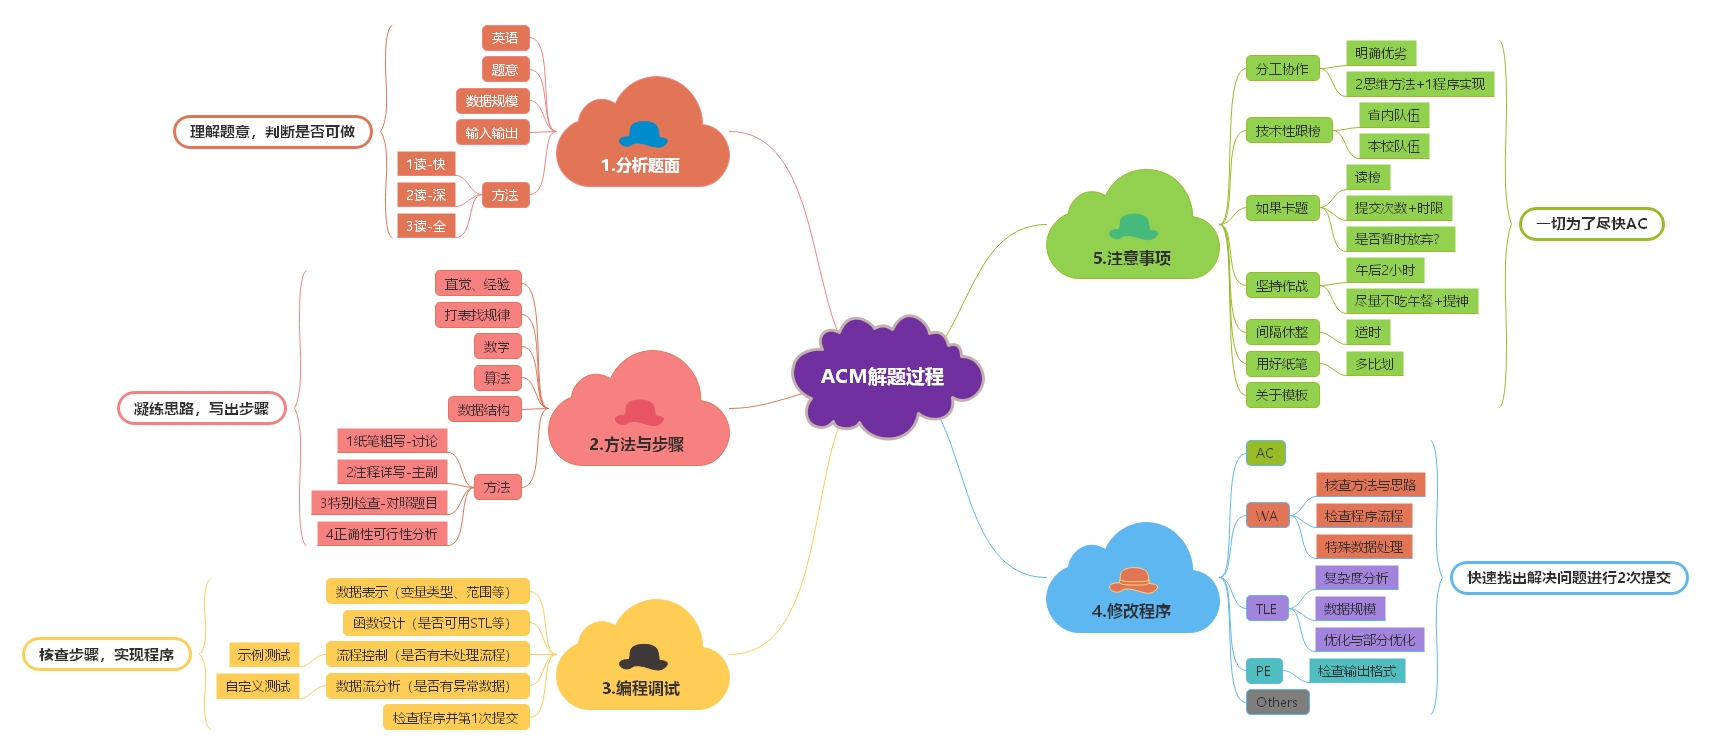 ACM解题过程
1.分析题面
英语
题意
数据规模
输入输出
方法
1读-快
2读-深
3读-全
理解题意，判断是否可做
2.方法与步骤
直觉、经验
打表找规律
数学
算法
数据结构
方法
1纸笔粗写-讨论
2注释详写-主副
3特别检查-对照题目
4正确性可行性分析
凝练思路，写出步骤
3.编程调试
数据表示（变量类型、范围等）
函数设计（是否可用STL等）
流程控制（是否有未处理流程）
示例测试
数据流分析（是否有异常数据）
自定义测试
检查程序并第1次提交
核查步骤，实现程序
4.修改程序
AC
WA
核查方法与思路
检查程序流程
特殊数据处理
TLE
复杂度分析
数据规模
优化与部分优化
PE
检查输出格式
Others
快速找出解决问题进行2次提交
5.注意事项
分工协作
明确优劣
2思维方法+1程序实现
技术性跟榜
省内队伍
本校队伍
如果卡题
读榜
提交次数+时限
是否暂时放弃?
坚持作战
午后2小时
尽量不吃午餐+提神
间隔休整
适时
用好纸笔
多比划
关于模板
一切为了尽快AC